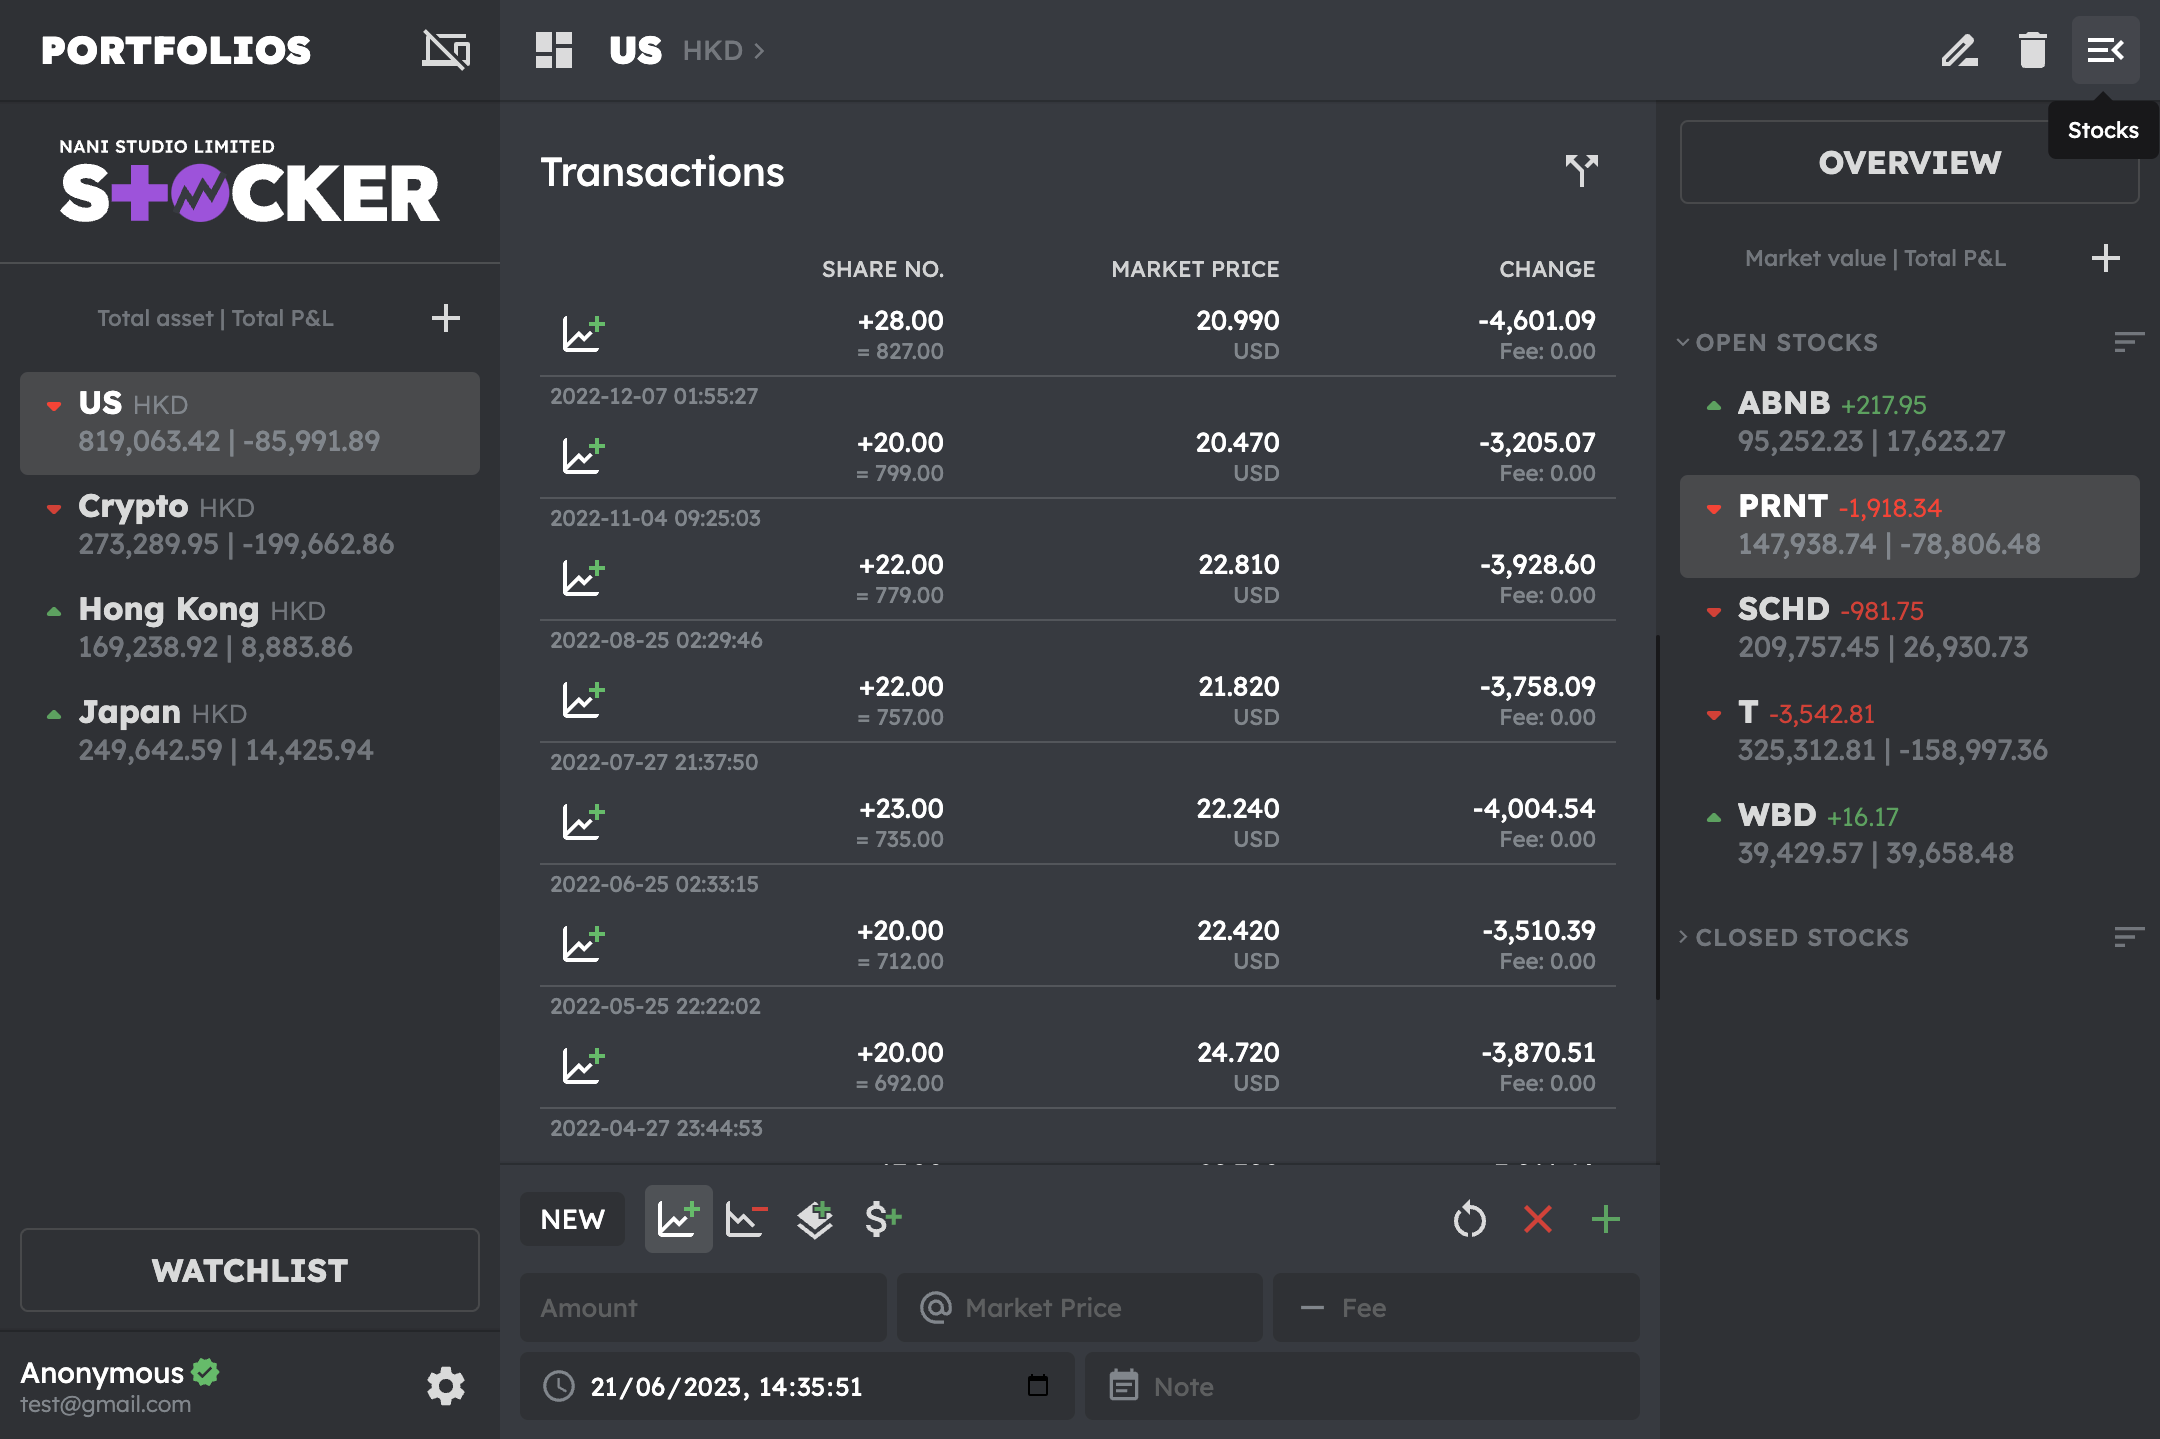 PORTFOLIOS
NANI STUDIO LIMITED
STOCKER
Total asset | Total P&L
US HKD
819,063.42 | -85,991.89
Crypto HKD
273,289.95 | -199,662.86
Hong Kong HKD
169,238.92 | 8,883.86
Japan HKD
249,642.59 | 14,425.94
WATCHLIST
Anonymous
test@gmail.com
US HKD >
Transactions
SHARE NO. MARKET PRICE CHANGE
+28.00 20.990 -4,601.09
= 827.00 USD Fee: 0.00
2022-12-07 01:55:27
+20.00 20.470 -3,205.07
= 799.00 USD Fee: 0.00
2022-11-04 09:25:03
+22.00 22.810 -3,928.60
= 779.00 USD Fee: 0.00
2022-08-25 02:29:46
+22.00 21.820 -3,758.09
= 757.00 USD Fee: 0.00
2022-07-27 21:37:50
+23.00 22.240 -4,004.54
= 735.00 USD Fee: 0.00
2022-06-25 02:33:15
+20.00 22.420 -3,510.39
= 712.00 USD Fee: 0.00
2022-05-25 22:22:02
+20.00 24.720 -3,870.51
= 692.00 USD Fee: 0.00
2022-04-27 23:44:53
NEW
Amount
@ Market Price
— Fee
21/06/2023, 14:35:51
Note
Stocks
OVERVIEW
Market value | Total P&L
OPEN STOCKS
ABNB +217.95
95,252.23 | 17,623.27
PRNT -1,918.34
147,938.74 | -78,806.48
SCHD -981.75
209,757.45 | 26,930.73
T -3,542.81
325,312.81 | -158,997.36
WBD +16.17
39,429.57 | 39,658.48
CLOSED STOCKS